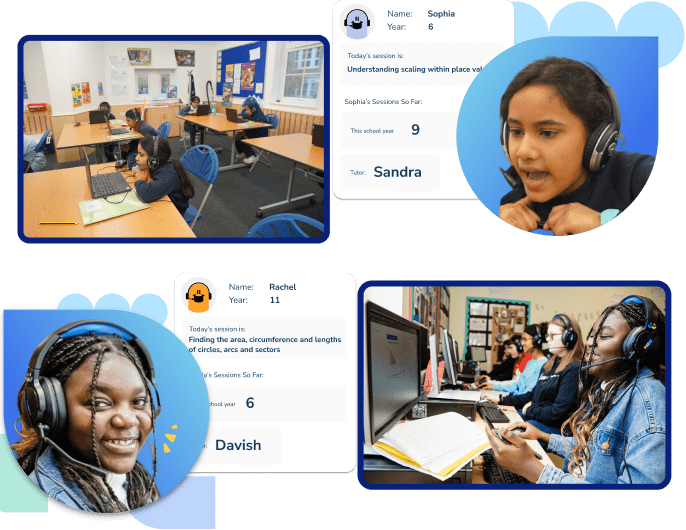 Name: Sophia
Year: 6
Today's session is:
Understanding scaling within place
Sophia's Sessions So Far:
This school year 9
Tutor: Sandra
Name: Rachel
Year: 11
Today's session is:
Finding the area, circumference and lengths
of circles, arcs and sectors
Sessions So Far:
school year 6
Davish